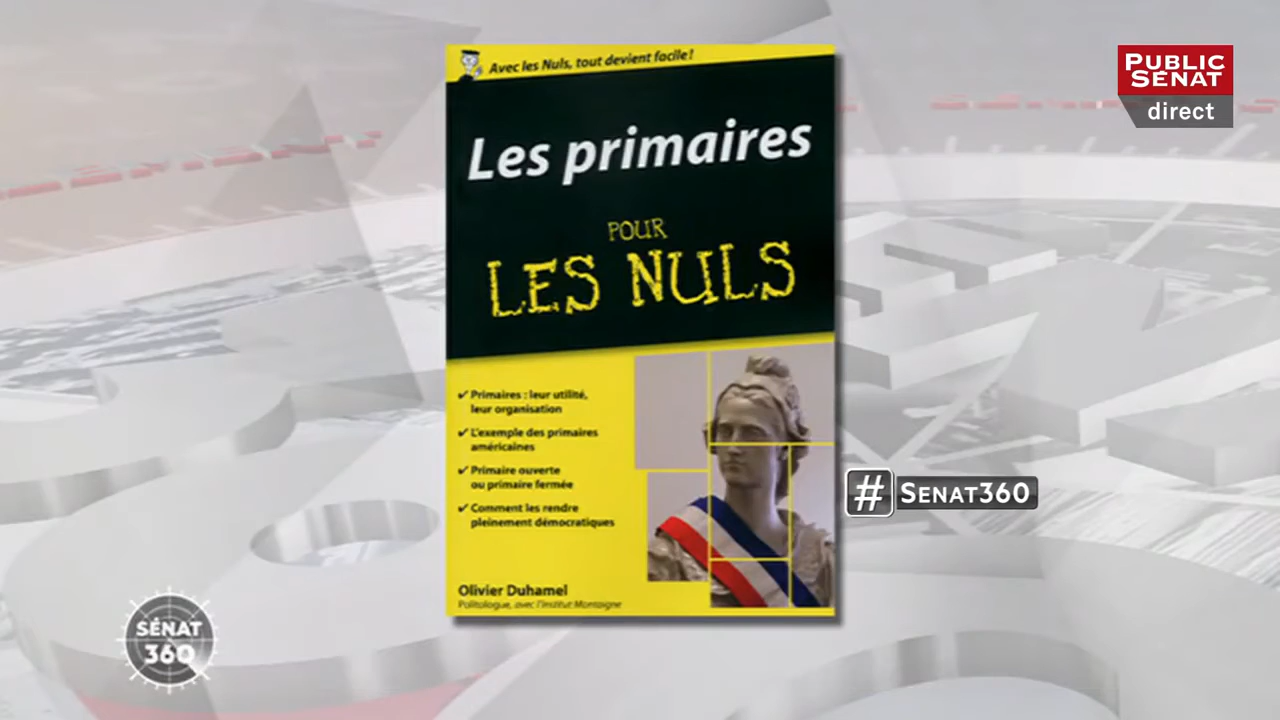 Avec les Nuls, tout devient facile !
Les primaires
POUR
LES NULS
✔ Primaires : leur utilité,
leur organisation
✔ L'exemple des primaires
américaines
✔ Primaire ouverte
ou primaire fermée
✔ Comment les rendre
pleinement démocratiques
Olivier Duhamel
Politologue, avec l'Institut Montaigne
PUBLIC
SÉNAT
direct
# SENAT360
SÉNAT
360